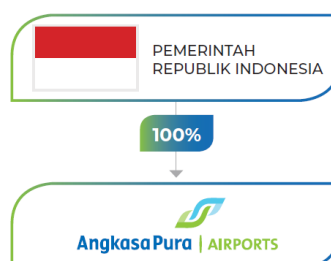 PEMERINTAH
REPUBLIK INDONESIA
100%
AngkasaPura | AIRPORTS